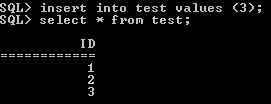 SQL> insert into test values (3);
SQL> select * from test;
ID
============
1
2
3